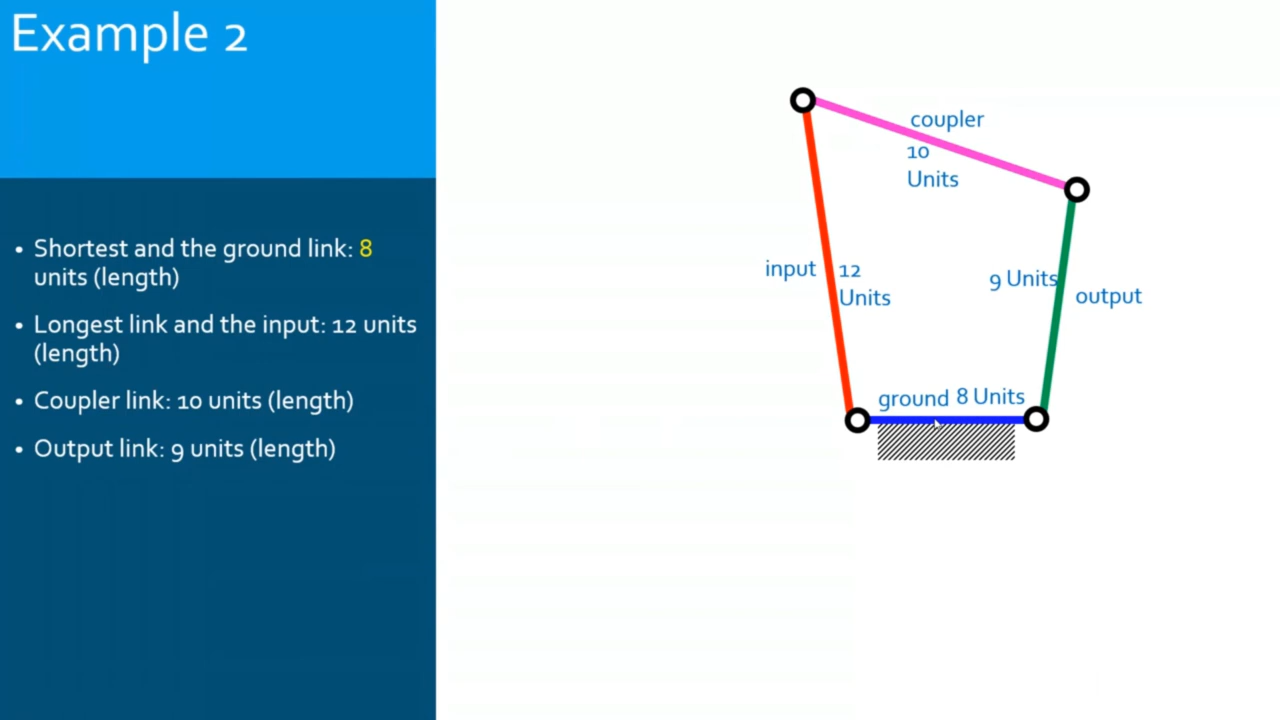 Example 2
• Shortest and the ground link: 8
units (length)
• Longest link and the input: 12 units
(length)
• Coupler link: 10 units (length)
• Output link: 9 units (length)
coupler
10
Units
input
12
Units
9 Units
output
ground 8 Units